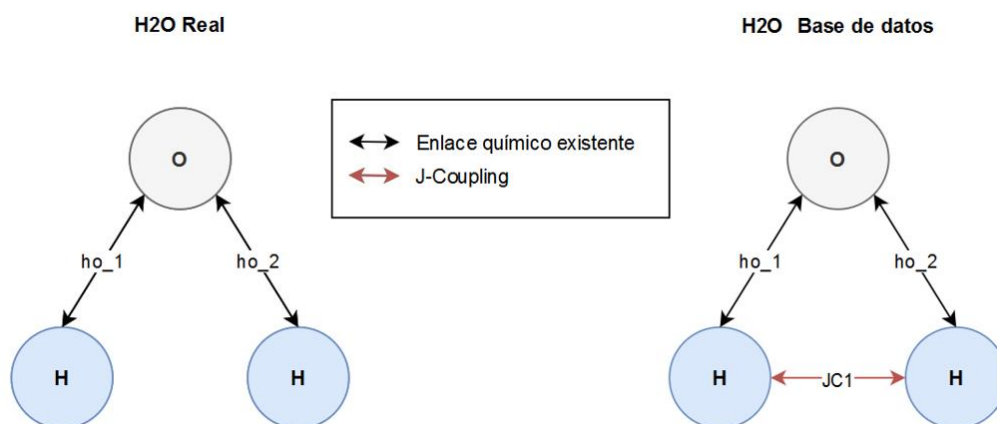 H2O Real
H2O Base de datos
O
Enlace químico existente
J-Coupling
O
ho_1
ho_2
ho_1
ho_2
H
H
H
JC1
H